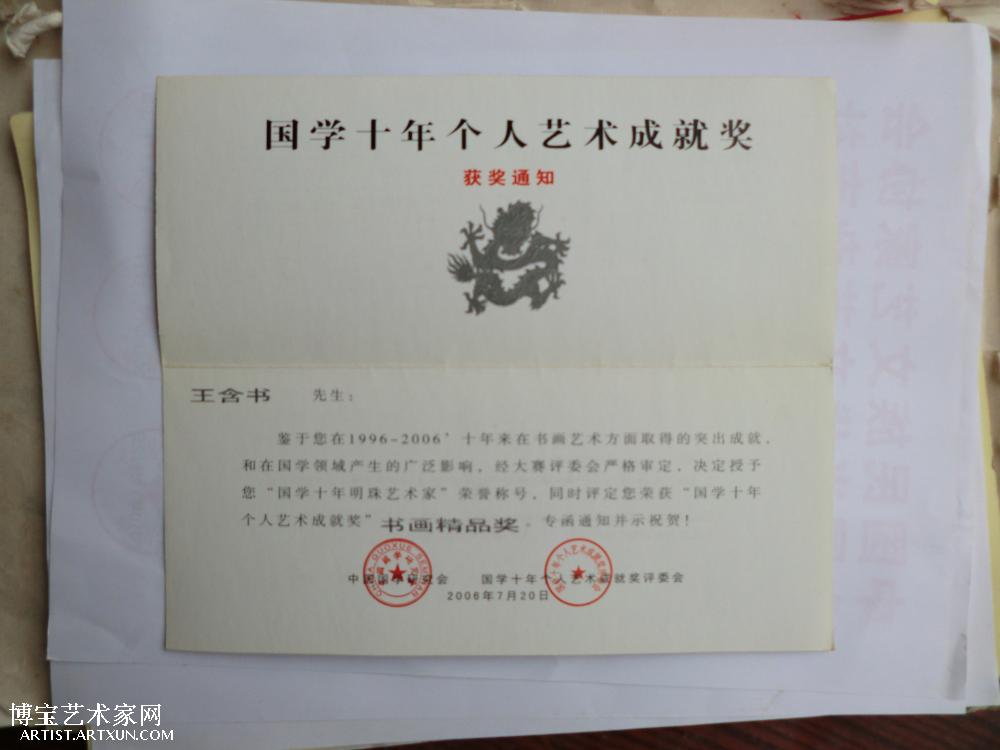 国学十年个人艺术成就奖
获奖通知
王含书 先生：
鉴于您在1996-2006’十年来在书画艺术方面取得的突出成就，
和在国学领域产生的广泛影响，经大赛评委会严格审定，决定授予
您“国学十年明珠艺术家”荣誉称号，同时评定您荣获“国学十年
个人艺术成就奖”书画精品奖。专函通知并示祝贺！
中国国学研究会 国学十年个人艺术成就奖评委会
2006年7月20日
博宝艺术家网
ARTIST.ARTXUN.COM